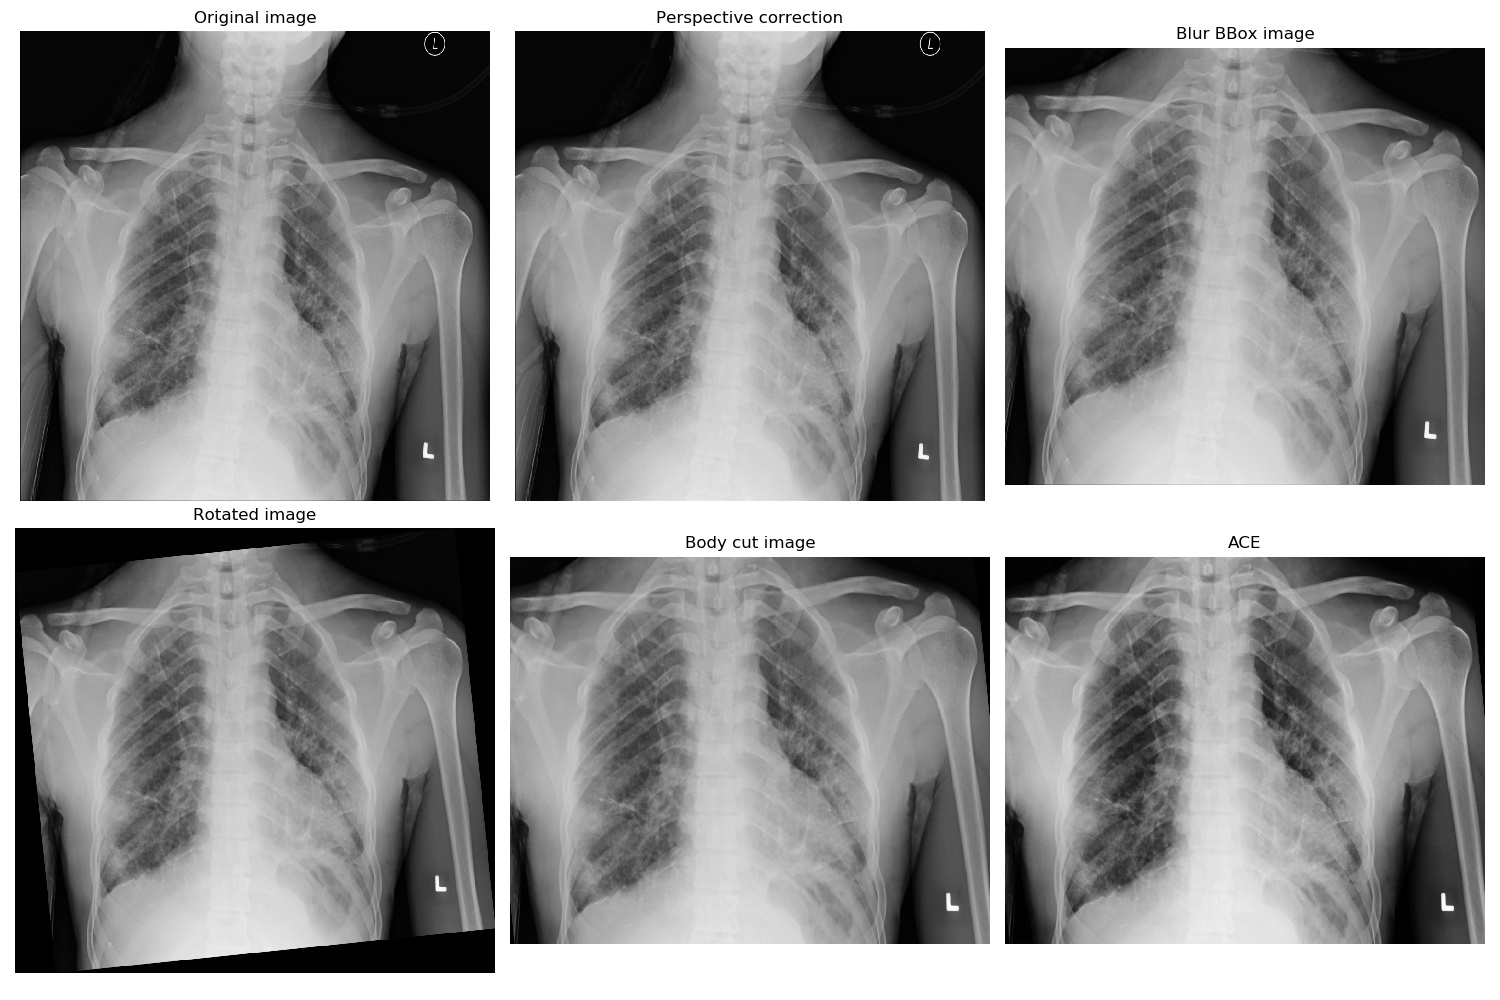 Original image
Perspective correction
Blur BBox image
L
L
L
L
L
Rotated image
Body cut image
ACE
L
L
L